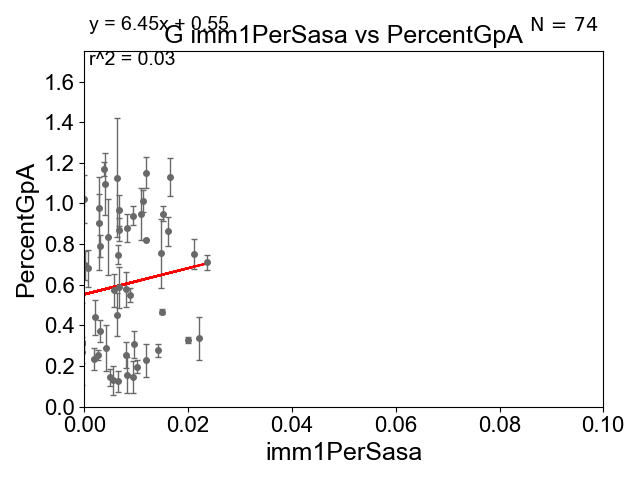 y = 6.45x + 0.55
N = 74
G imm1PerSasa vs PercentGpA
r^2 = 0.03
PercentGpA
1.6
1.4
1.2
1.0
0.8
0.6
0.4
0.2
0.0
0.00 0.02 0.04 0.06 0.08 0.10
imm1PerSasa